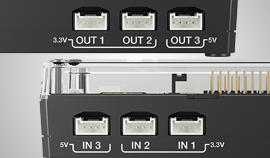 3.3V OUT 1 OUT 2 OUT 3 5V
5V IN 3 IN 2 IN 1 3.3V